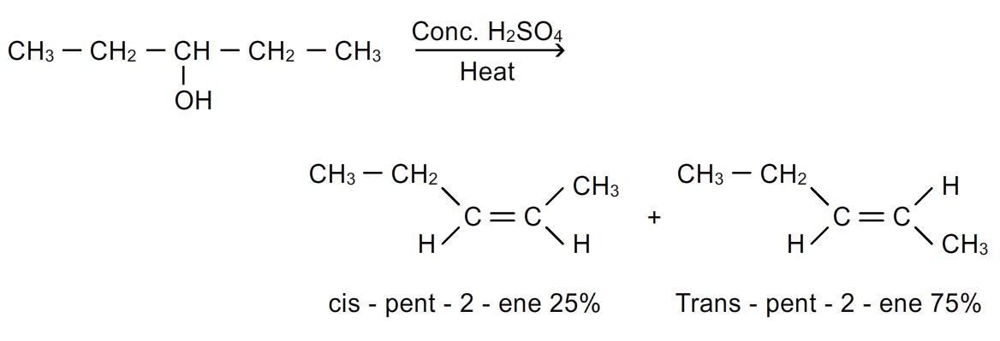 Conc. H₂SO₄
CH₃ — CH₂ — CH — CH₂ — CH₃
Heat
OH
CH₃ — CH₂ CH₃ CH₃ — CH₂ H
C = C + C = C
H H H CH₃
cis - pent - 2 - ene 25% Trans - pent - 2 - ene 75%